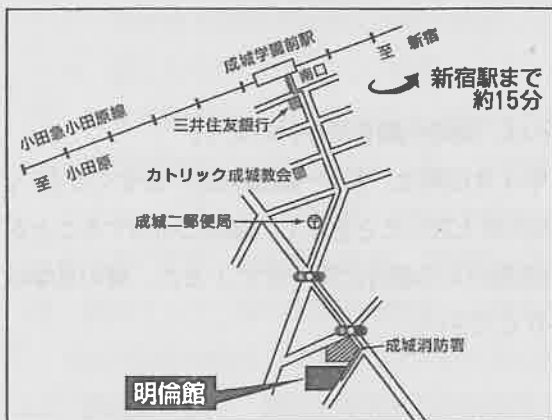 成城学園前駅
至 新宿
南口
新宿駅まで
約15分
三井住友銀行
小田急小田原線
至 小田原
カトリック成城教会
成城二郵便局
成城消防署
明倫館